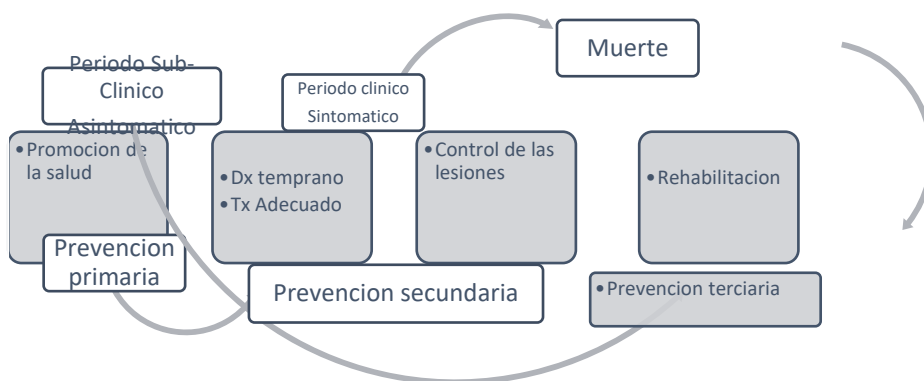 Muerte
Periodo Sub-
Clinico
Asintomatico
Periodo clinico
Sintomatico
• Promocion de
la salud
• Dx temprano
• Tx Adecuado
• Control de las
lesiones
• Rehabilitacion
Prevencion
primaria
Prevencion secundaria
• Prevencion terciaria